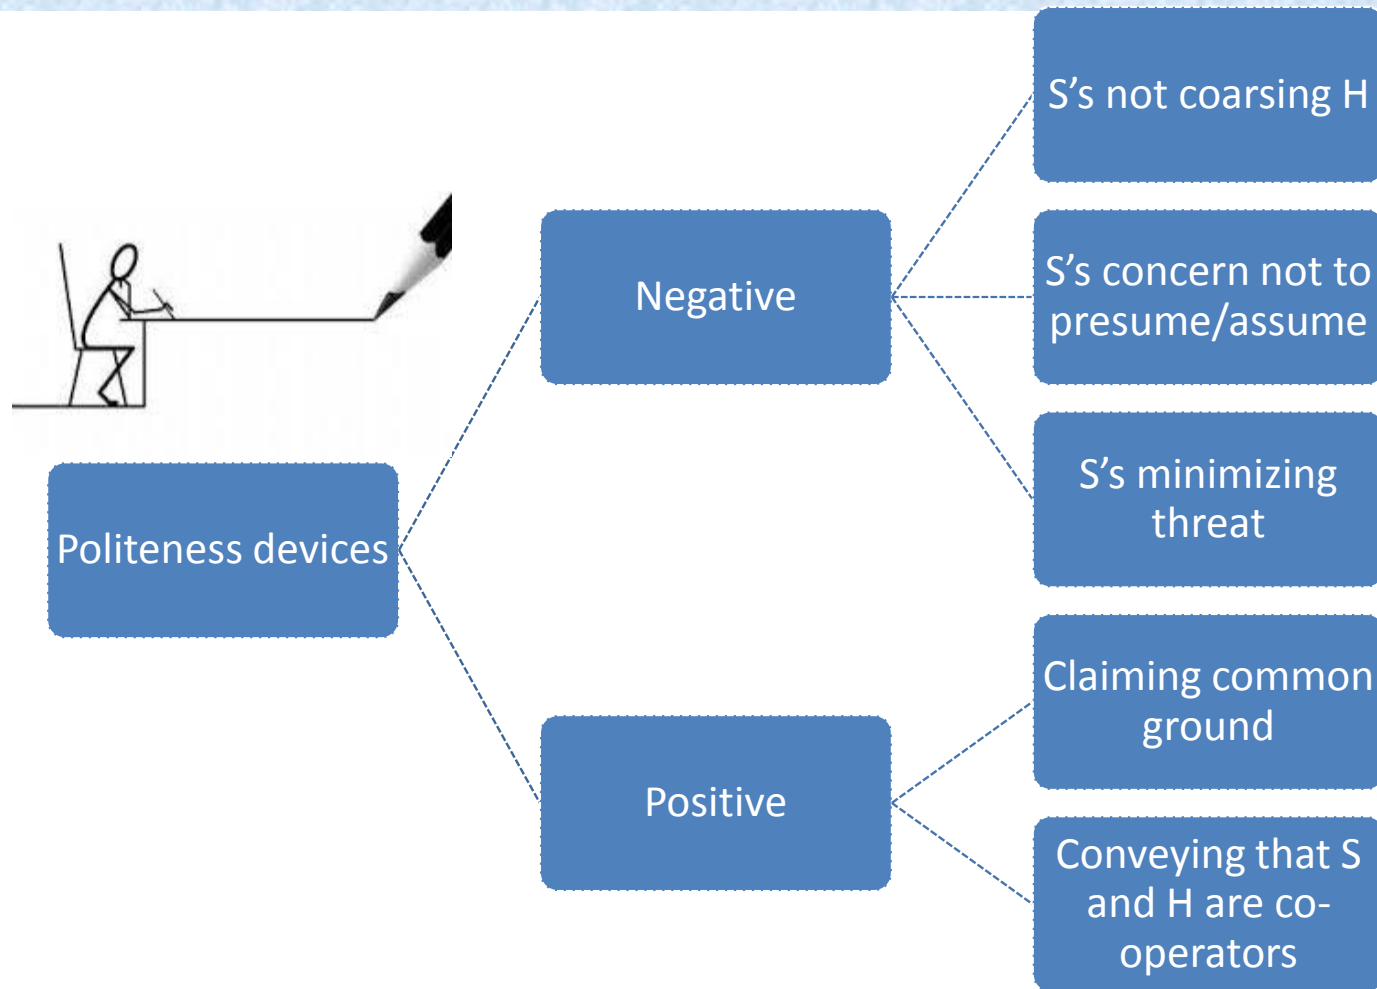 Politeness devices
Negative
S’s not coarsing H
S’s concern not to
presume/assume
S’s minimizing
threat
Positive
Claiming common
ground
Conveying that S
and H are co-
operators